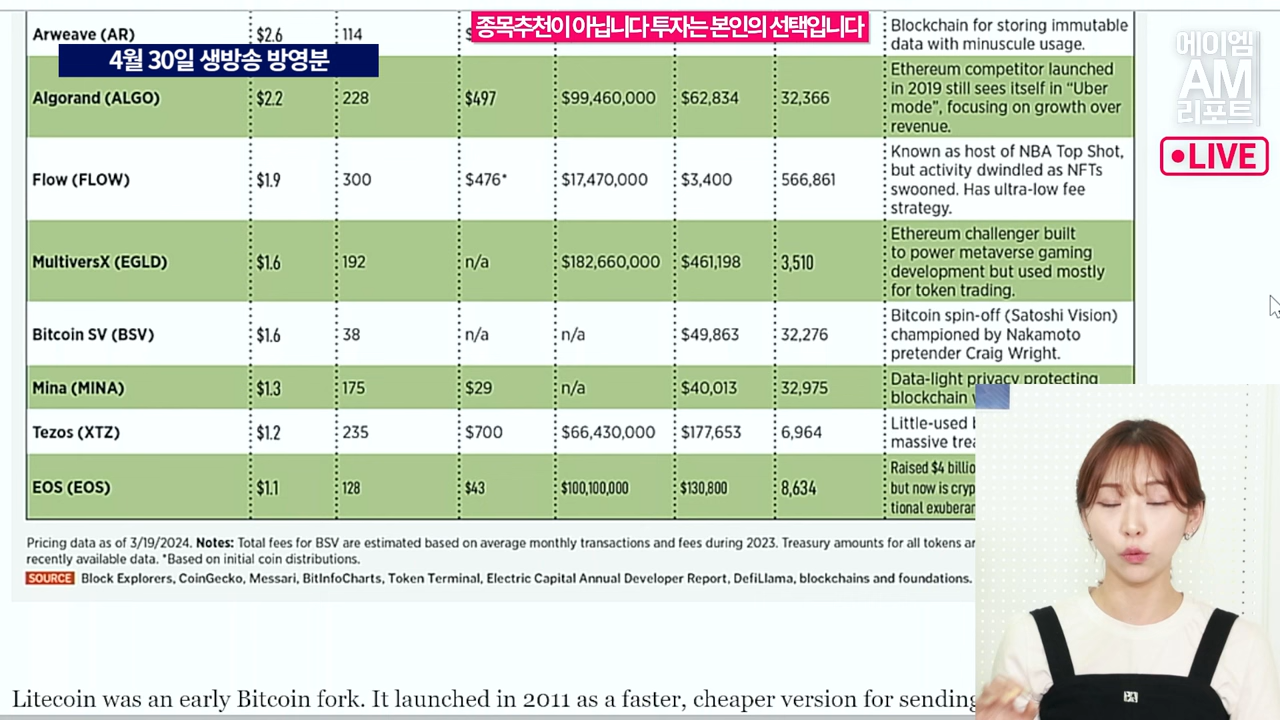 종목추천이 아닙니다 투자는 본인의 선택입니다
4월 30일 생방송 방영분
에이엠
AM
리포트
LIVE
Arweave (AR) $2.6 114 Blockchain for storing immutable
data with minuscule usage.
Algorand (ALGO) $2.2 228 $497 $99,460,000 $62,834 32,366 Ethereum competitor launched
in 2019 still sees itself in “Uber
mode”, focusing on growth over
revenue.
Flow (FLOW) $1.9 300 $476* $17,470,000 $3,400 566,861 Known as host of NBA Top Shot,
but activity dwindled as NFTs
swooned. Has ultra-low fee
strategy.
MultiversX (EGLD) $1.6 192 n/a $182,660,000 $461,198 3,510 Ethereum challenger built
to power metaverse gaming
development but used mostly
for token trading.
Bitcoin SV (BSV) $1.6 38 n/a n/a $49,863 32,276 Bitcoin spin-off (Satoshi Vision)
championed by Nakamoto
pretender Craig Wright.
Mina (MINA) $1.3 175 $29 n/a $40,013 32,975 Data-light privacy protecting
blockchain
Tezos (XTZ) $1.2 235 $700 $66,430,000 $177,653 6,964 Little-used
massive
EOS (EOS) $1.1 128 $43 $100,100,000 $130,800 8,634 Raised $4
but now is
Pricing data as of 3/19/2024. Notes: Total fees for BSV are estimated based on average monthly transactions and fees during 2023. Treasury amounts for all tokens
recently available data. *Based on initial coin distributions.
SOURCE Block Explorers, CoinGecko, Messari, BitInfoCharts, Token Terminal, Electric Capital Annual Developer Report, DefiLlama, blockchains and foundations.
Litecoin was an early Bitcoin fork. It launched in 2011 as a faster, cheaper version for sending